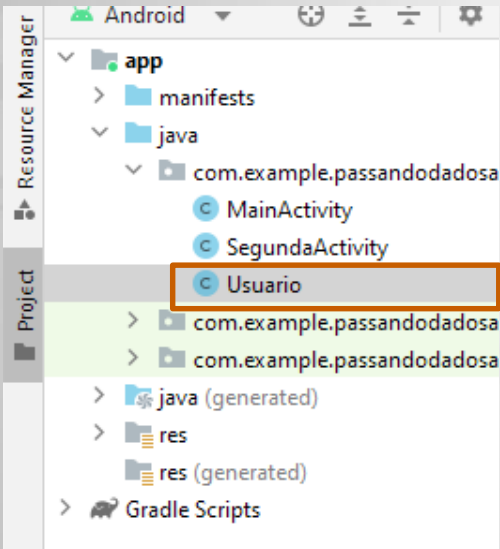 Resource Manager
Project
Android
app
manifests
java
com.example.passandodadosa
MainActivity
SegundaActivity
Usuario
com.example.passandodadosa
com.example.passandodadosa
java (generated)
res
res (generated)
Gradle Scripts